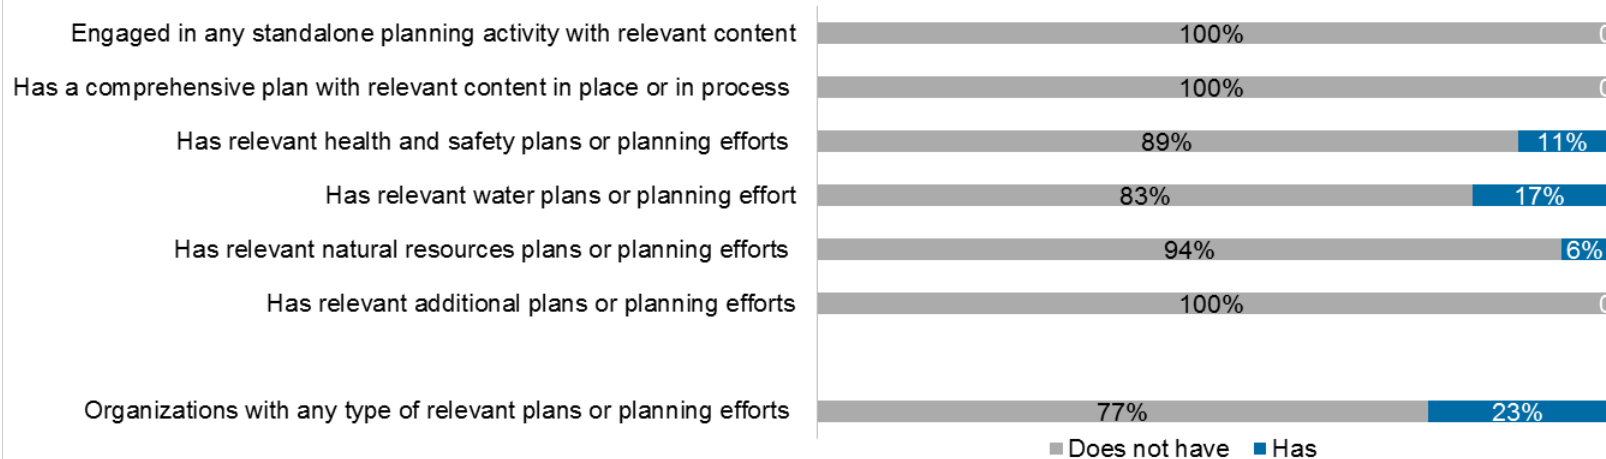 Engaged in any standalone planning activity with relevant content 100%
Has a comprehensive plan with relevant content in place or in process 100%
Has relevant health and safety plans or planning efforts 89% 11%
Has relevant water plans or planning effort 83% 17%
Has relevant natural resources plans or planning efforts 94% 6%
Has relevant additional plans or planning efforts 100%
Organizations with any type of relevant plans or planning efforts 77% 23%
Does not have Has